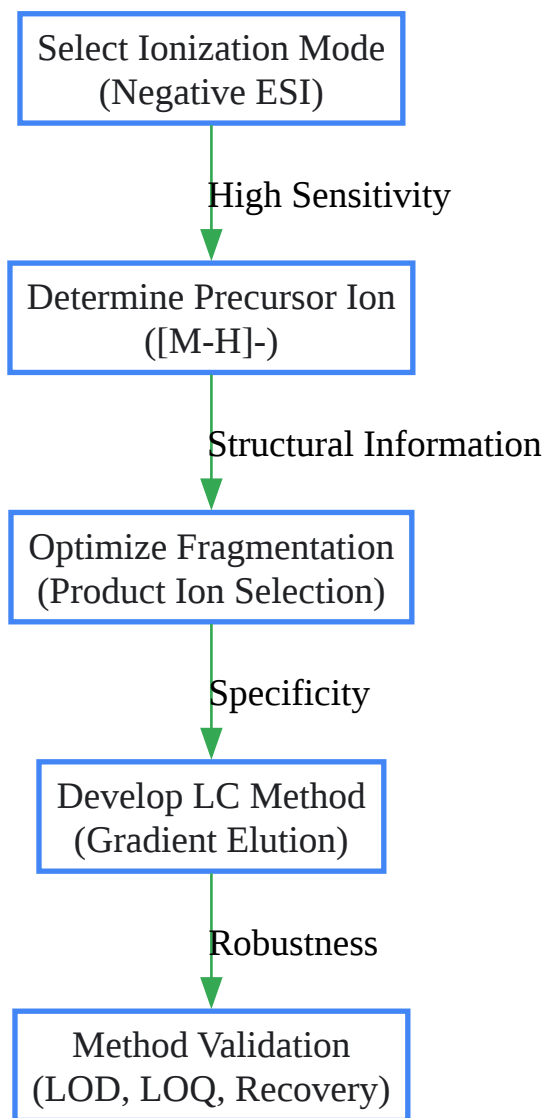 Select Ionization Mode
(Negative ESI)
High Sensitivity
Determine Precursor Ion
([M-H]-)
Structural Information
Optimize Fragmentation
(Product Ion Selection)
Specificity
Develop LC Method
(Gradient Elution)
Robustness
Method Validation
(LOD, LOQ, Recovery)